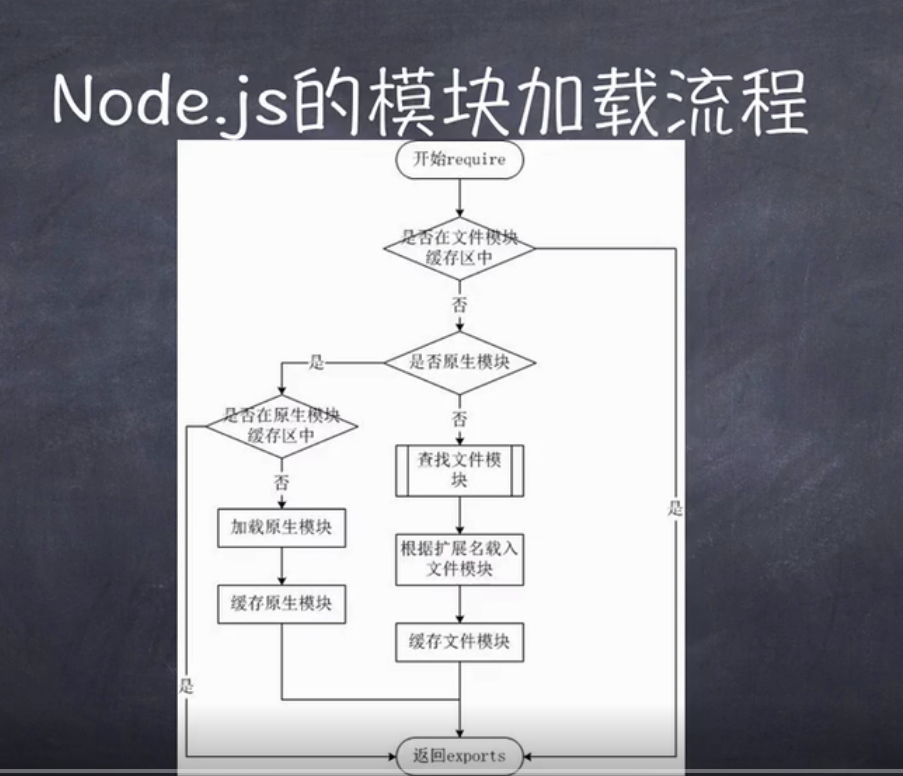 Node.js的模块加载流程
开始require
是否在文件模块
缓存区中
否
是
是否原生模块
是否在原生模块
缓存区中
否
查找文件模
块
否
加载原生模块
是
根据扩展名载入
文件模块
缓存原生模块
缓存文件模块
是
返回exports